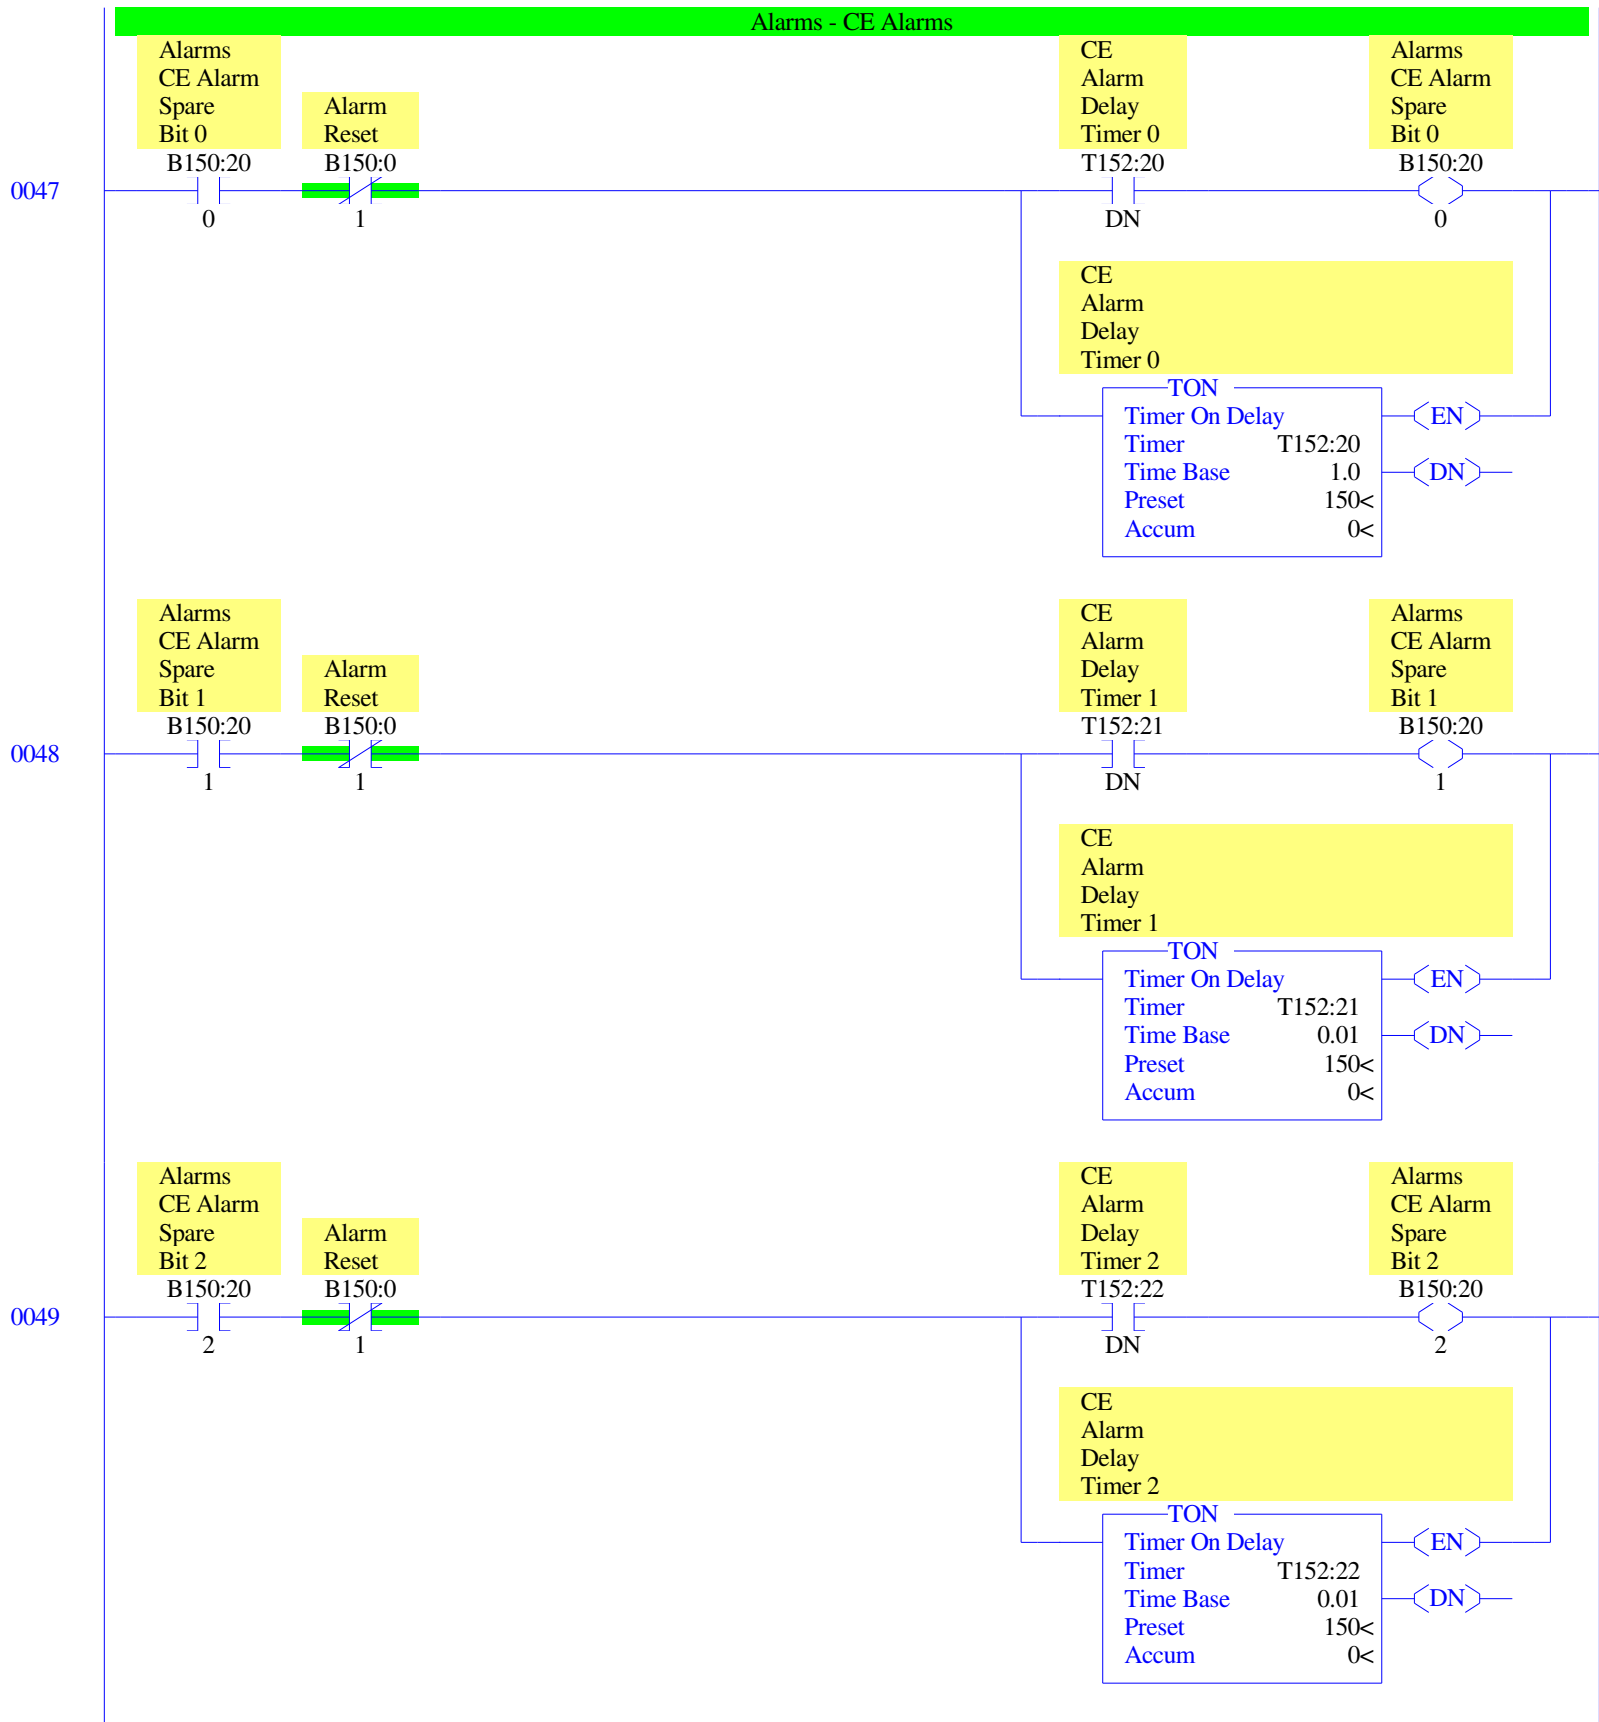 Alarms - CE Alarms
Alarms
CE Alarm
Spare
Bit 0
B150:20
0
Alarm
Reset
B150:0
1
CE
Alarm
Delay
Timer 0
T152:20
DN
Alarms
CE Alarm
Spare
Bit 0
B150:20
0
0047
CE
Alarm
Delay
Timer 0
TON
Timer On Delay
Timer T152:20
Time Base 1.0
Preset 150<
Accum 0<
EN
DN
Alarms
CE Alarm
Spare
Bit 1
B150:20
1
Alarm
Reset
B150:0
1
CE
Alarm
Delay
Timer 1
T152:21
DN
Alarms
CE Alarm
Spare
Bit 1
B150:20
1
0048
CE
Alarm
Delay
Timer 1
TON
Timer On Delay
Timer T152:21
Time Base 0.01
Preset 150<
Accum 0<
EN
DN
Alarms
CE Alarm
Spare
Bit 2
B150:20
2
Alarm
Reset
B150:0
1
CE
Alarm
Delay
Timer 2
T152:22
DN
Alarms
CE Alarm
Spare
Bit 2
B150:20
2
0049
CE
Alarm
Delay
Timer 2
TON
Timer On Delay
Timer T152:22
Time Base 0.01
Preset 150<
Accum 0<
EN
DN